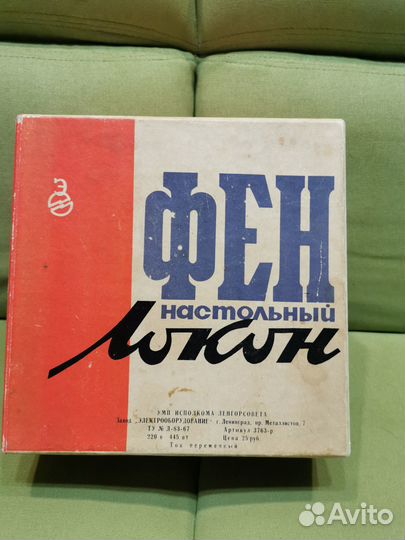 ФЕН
настольный
Локон
УМП ИСПОЛКОМА ЛЕНГОРСОВЕТА
Завод „ЭЛЕКТРООБОРУДОВАНИЕ" г. Ленинград, пр. Металлистов, 7
ТУ № Л-83-67 Артикул 3763-р
220 в 445 вт Цена 25 руб.
Ток переменный
Avito